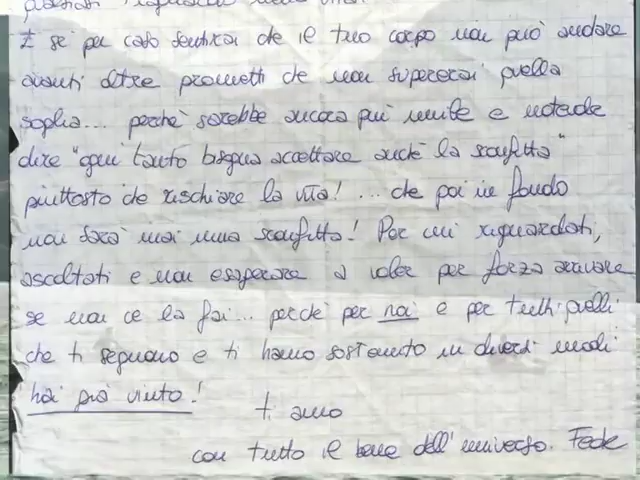 E se per caso sentirai che il tuo corpo non può andare
avanti oltre prometti che non supererai quella
soglia... perchè sarebbe ancora più umile e notevole
dire "ogni tanto bisogna accettare anche la sconfitta"
piuttosto che rischiare la vita! ... che poi in fondo
non sarà mai una sconfitta! Per cui riguardati,
ascoltati e non esagerare a voler per forza arrivare
se non ce la fai... perchè per noi e per tutti quelli
che ti seguono e ti hanno sostenuto in diversi modi
hai già vinto!
ti amo
con tutto il bene dell'universo. Fede